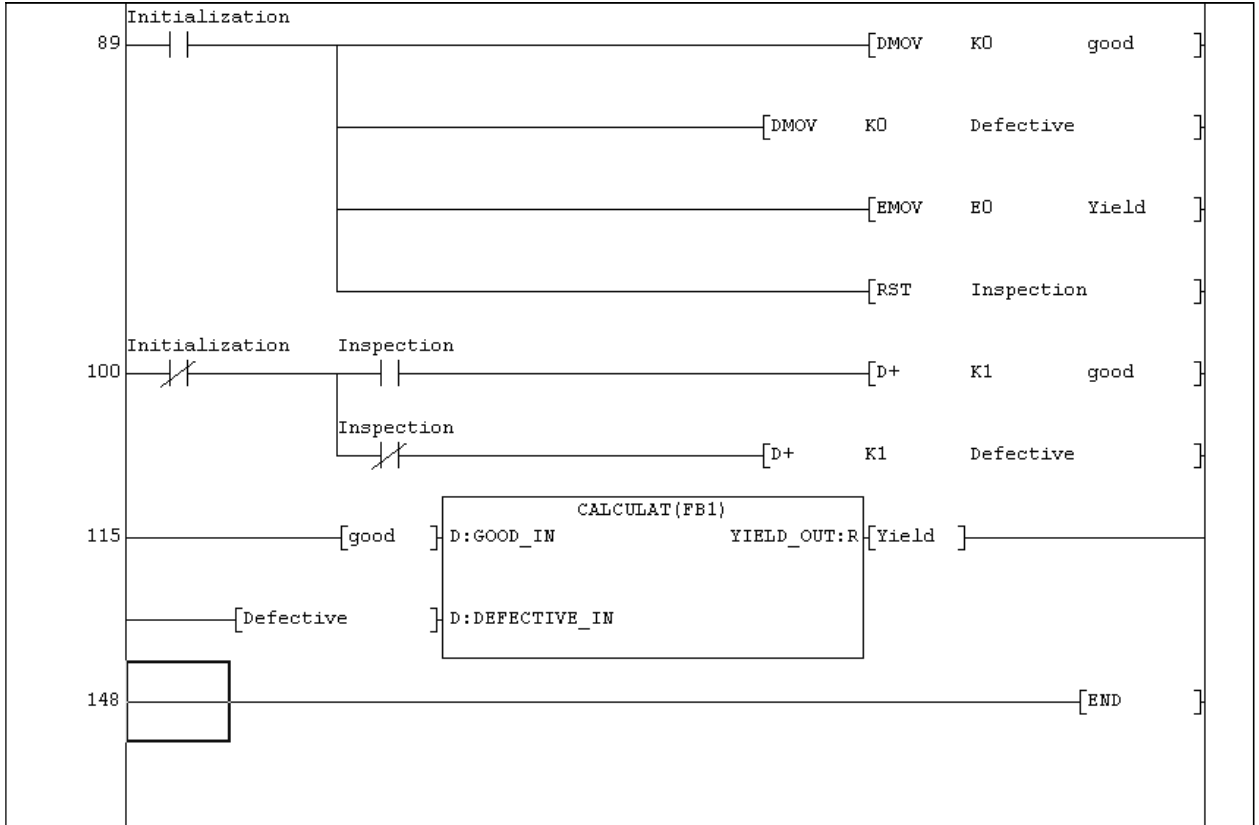 Initialization
89 [DMOV K0 good ]
[DMOV K0 Defective ]
[EMOV E0 Yield ]
[RST Inspection ]
Initialization Inspection
100 [D+ K1 good ]
Inspection
[D+ K1 Defective ]
CALCULAT(FB1)
115 [good ] D:GOOD_IN YIELD_OUT:R [Yield ]
[Defective ] D:DEFECTIVE_IN
148 [END ]